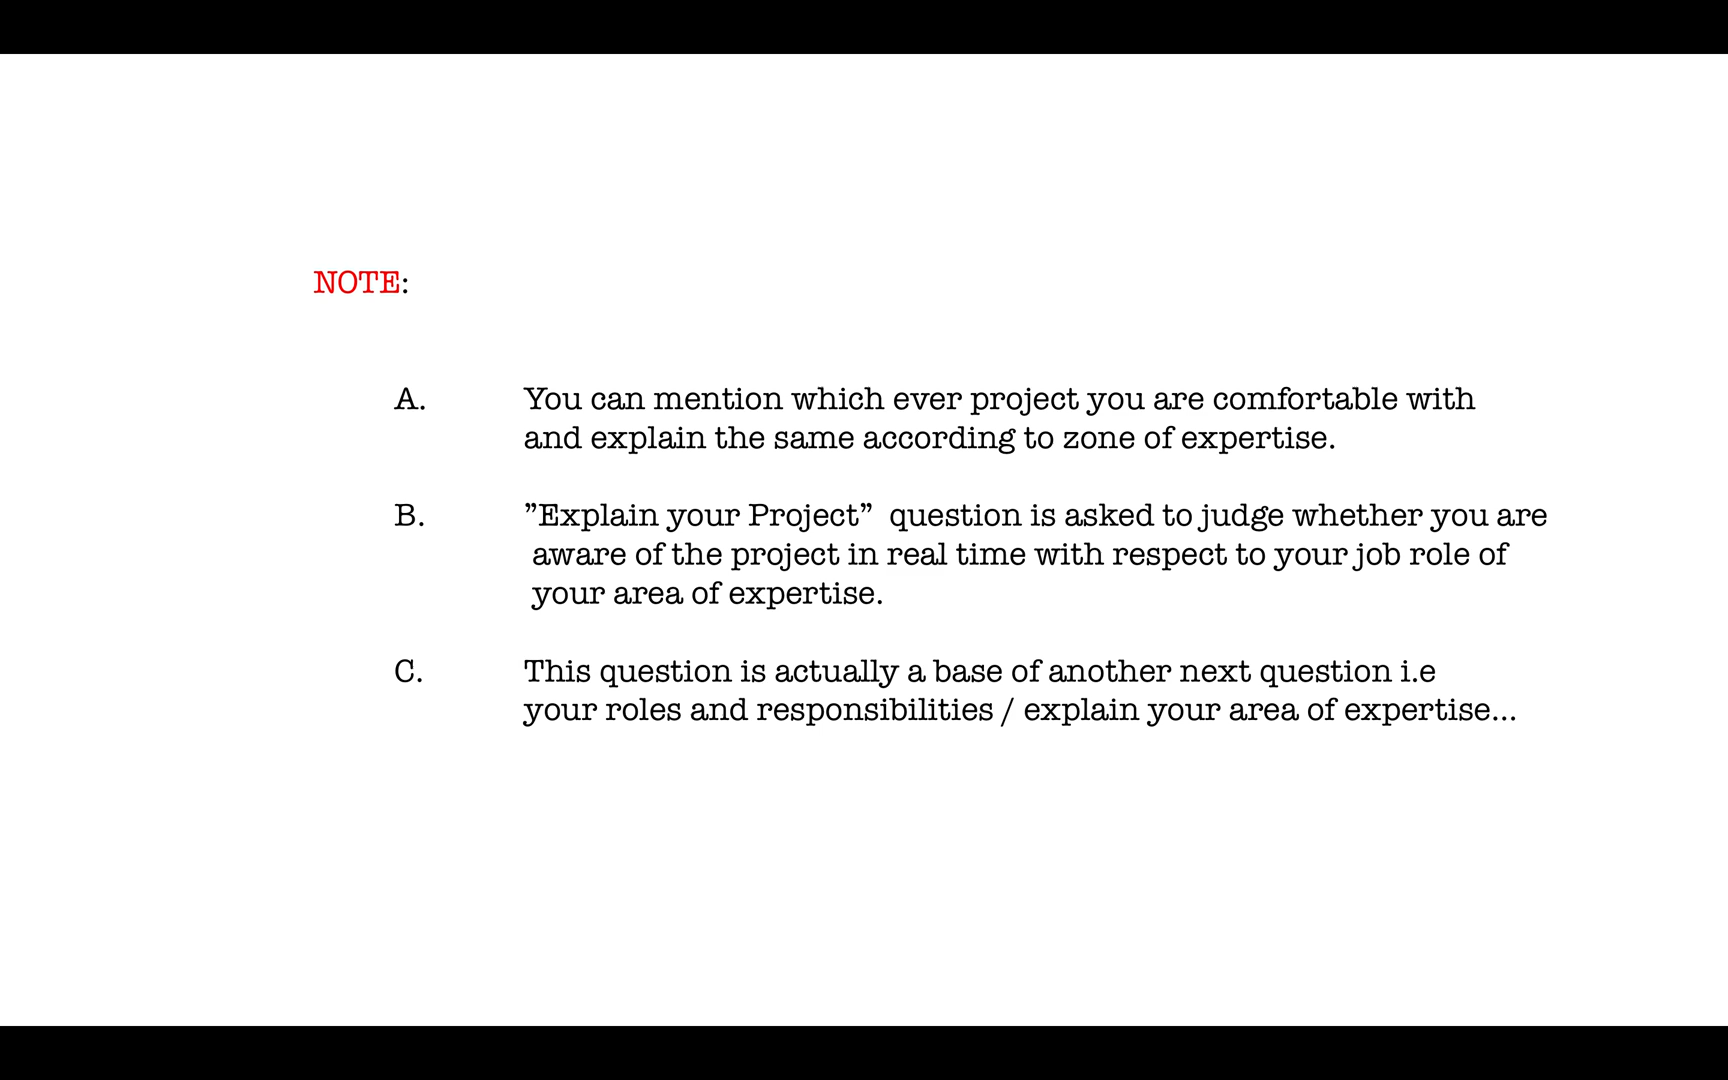 NOTE:
A. You can mention which ever project you are comfortable with
and explain the same according to zone of expertise.
B. ”Explain your Project” question is asked to judge whether you are
aware of the project in real time with respect to your job role of
your area of expertise.
C. This question is actually a base of another next question i.e
your roles and responsibilities / explain your area of expertise...